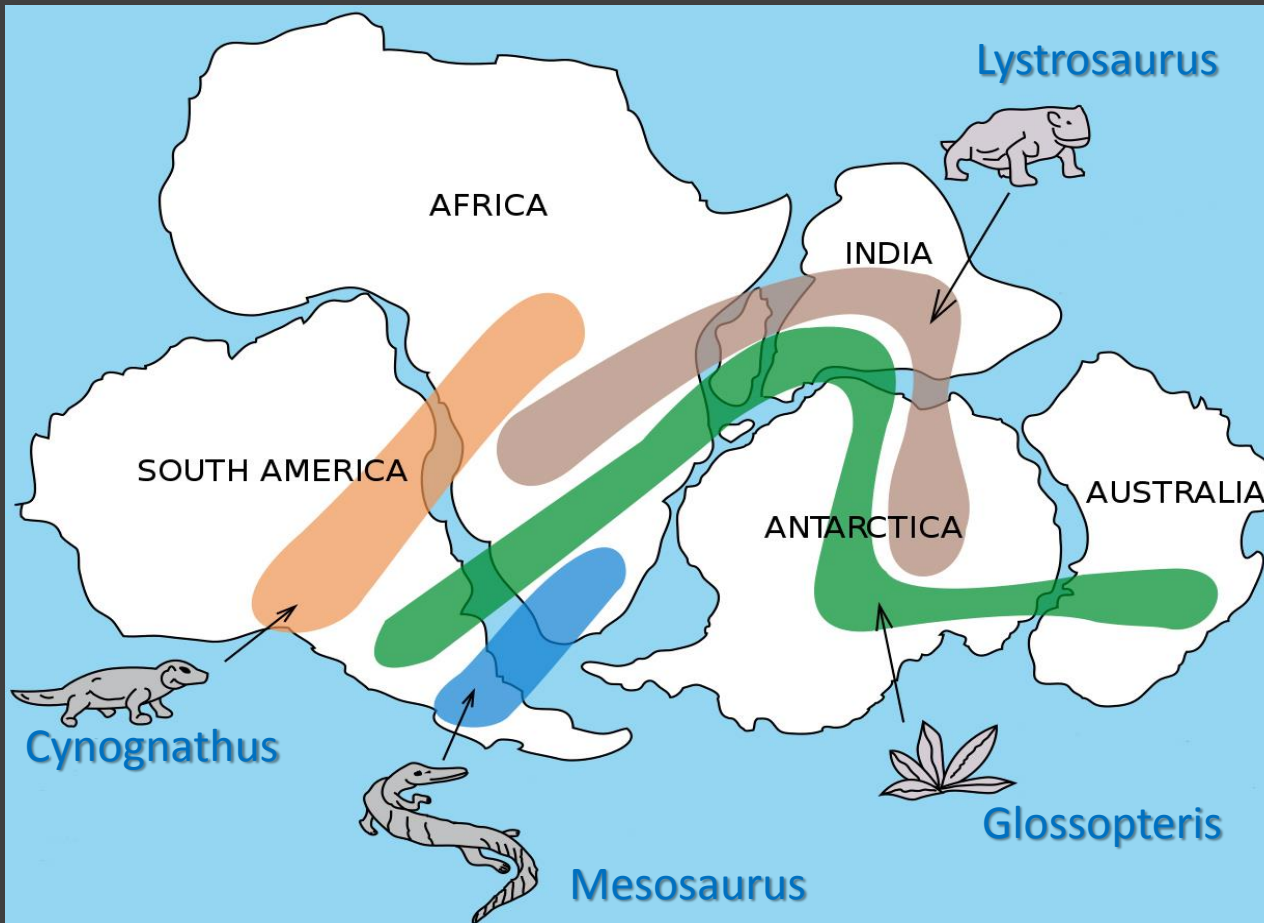 Lystrosaurus
AFRICA
INDIA
SOUTH AMERICA
AUSTRALIA
ANTARCTICA
Cynognathus
Glossopteris
Mesosaurus